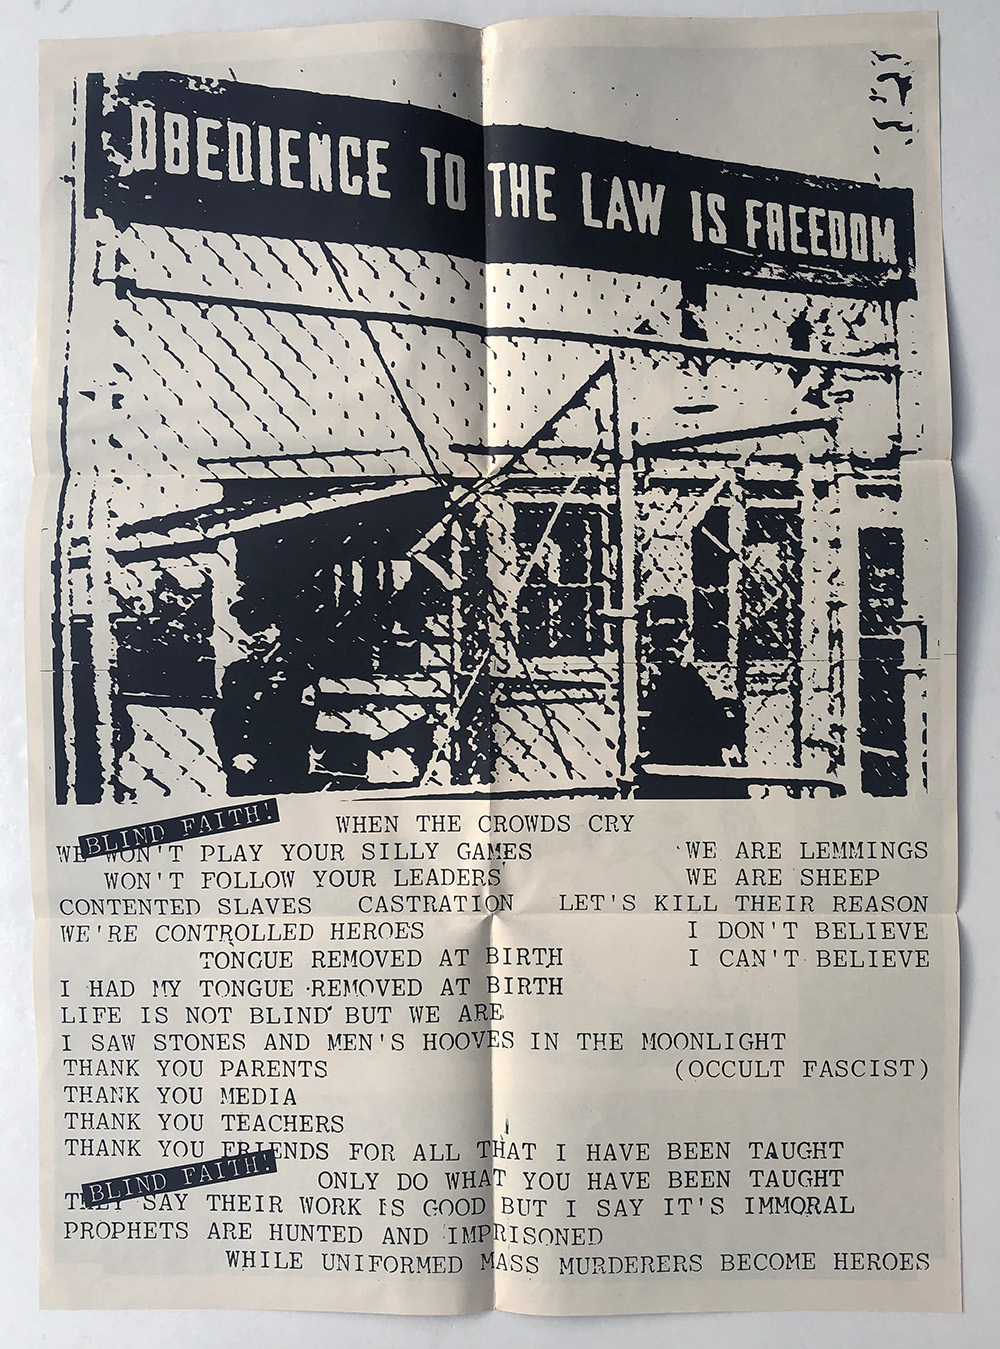 OBEDIENCE TO THE LAW IS FREEDOM
BLIND FAITH!
WHEN THE CROWDS CRY
WE WON'T PLAY YOUR SILLY GAMES WE ARE LEMMINGS
WON'T FOLLOW YOUR LEADERS WE ARE SHEEP
CONTENTED SLAVES CASTRATION LET'S KILL THEIR REASON
WE'RE CONTROLLED HEROES I DON'T BELIEVE
TONGUE REMOVED AT BIRTH I CAN'T BELIEVE
I HAD MY TONGUE REMOVED AT BIRTH
LIFE IS NOT BLIND BUT WE ARE
I SAW STONES AND MEN'S HOOVES IN THE MOONLIGHT
THANK YOU PARENTS (OCCULT FASCIST)
THANK YOU MEDIA
THANK YOU TEACHERS
THANK YOU FRIENDS FOR ALL THAT I HAVE BEEN TAUGHT
BLIND FAITH!
ONLY DO WHAT YOU HAVE BEEN TAUGHT
THEY SAY THEIR WORK IS GOOD BUT I SAY IT'S IMMORAL
PROPHETS ARE HUNTED AND IMPRISONED
WHILE UNIFORMED MASS MURDERERS BECOME HEROES